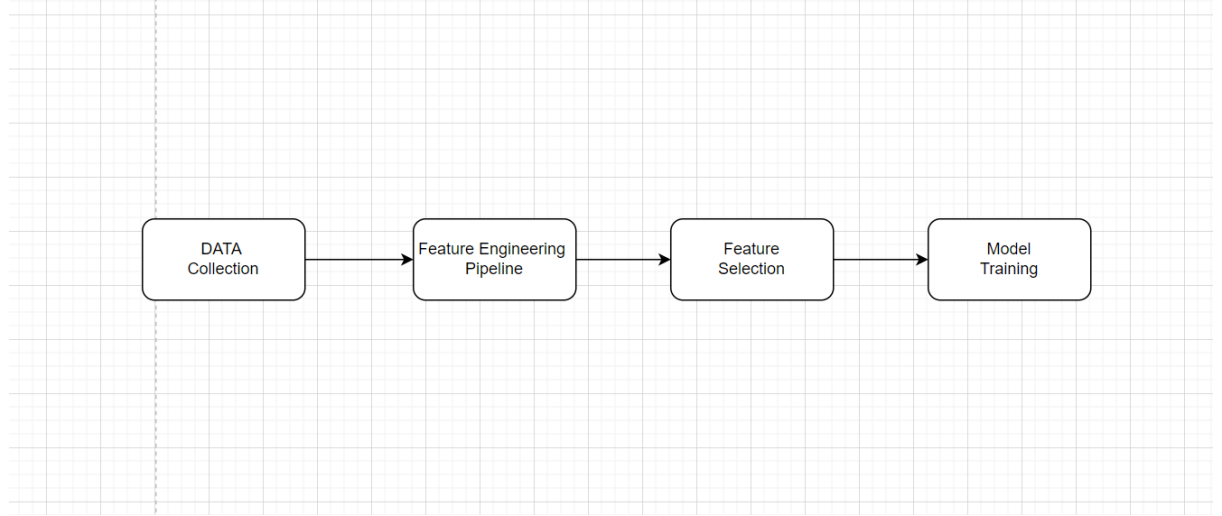 DATA
Collection
Feature Engineering
Pipeline
Feature
Selection
Model
Training